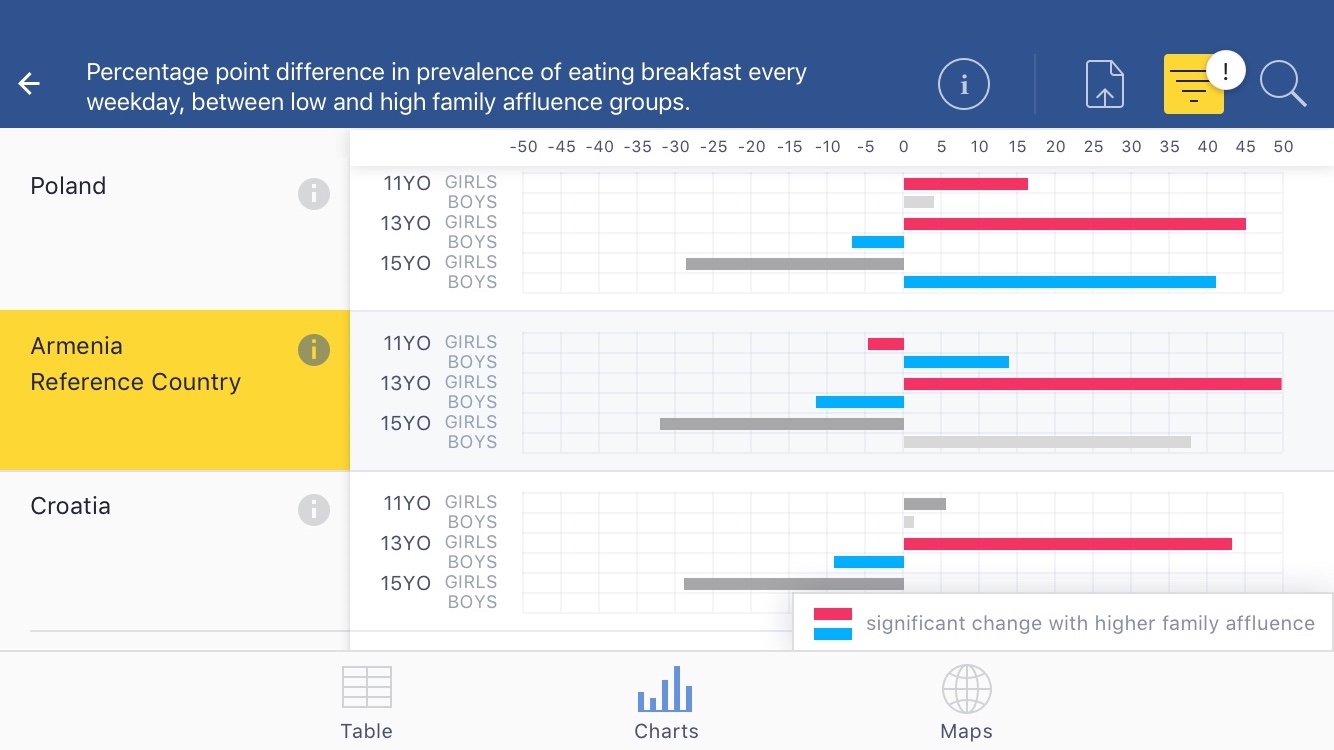 Percentage point difference in prevalence of eating breakfast every
weekday, between low and high family affluence groups.
i
!
-50 -45 -40 -35 -30 -25 -20 -15 -10 -5 0 5 10 15 20 25 30 35 40 45 50
Poland
i
11YO GIRLS
BOYS
13YO GIRLS
BOYS
15YO GIRLS
BOYS
Armenia
Reference Country
i
11YO GIRLS
BOYS
13YO GIRLS
BOYS
15YO GIRLS
BOYS
Croatia
i
11YO GIRLS
BOYS
13YO GIRLS
BOYS
15YO GIRLS
BOYS
significant change with higher family affluence
Table Charts Maps